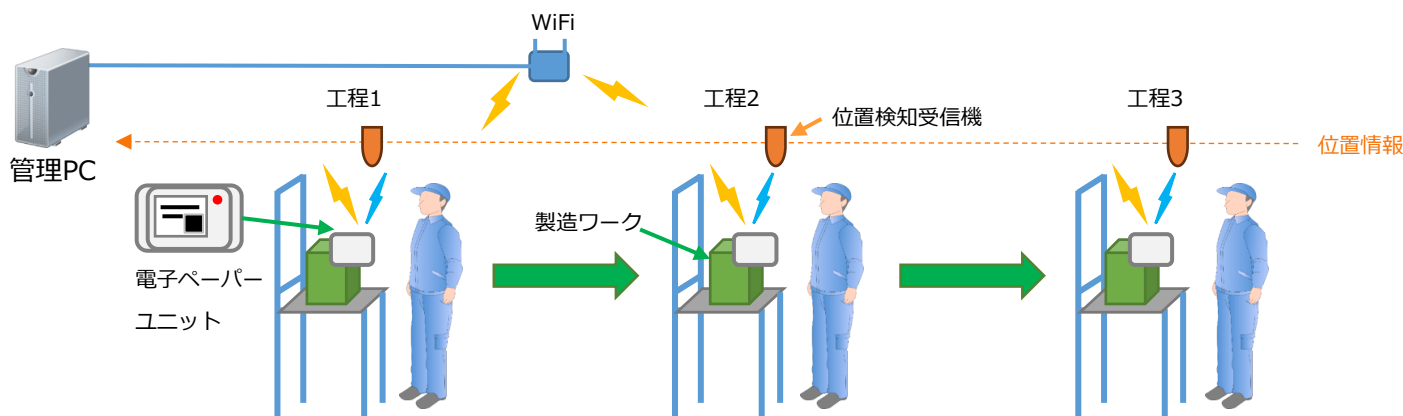 WiFi
工程1
工程2
工程3
位置検知受信機
位置情報
管理PC
製造ワーク
電子ペーパー
ユニット